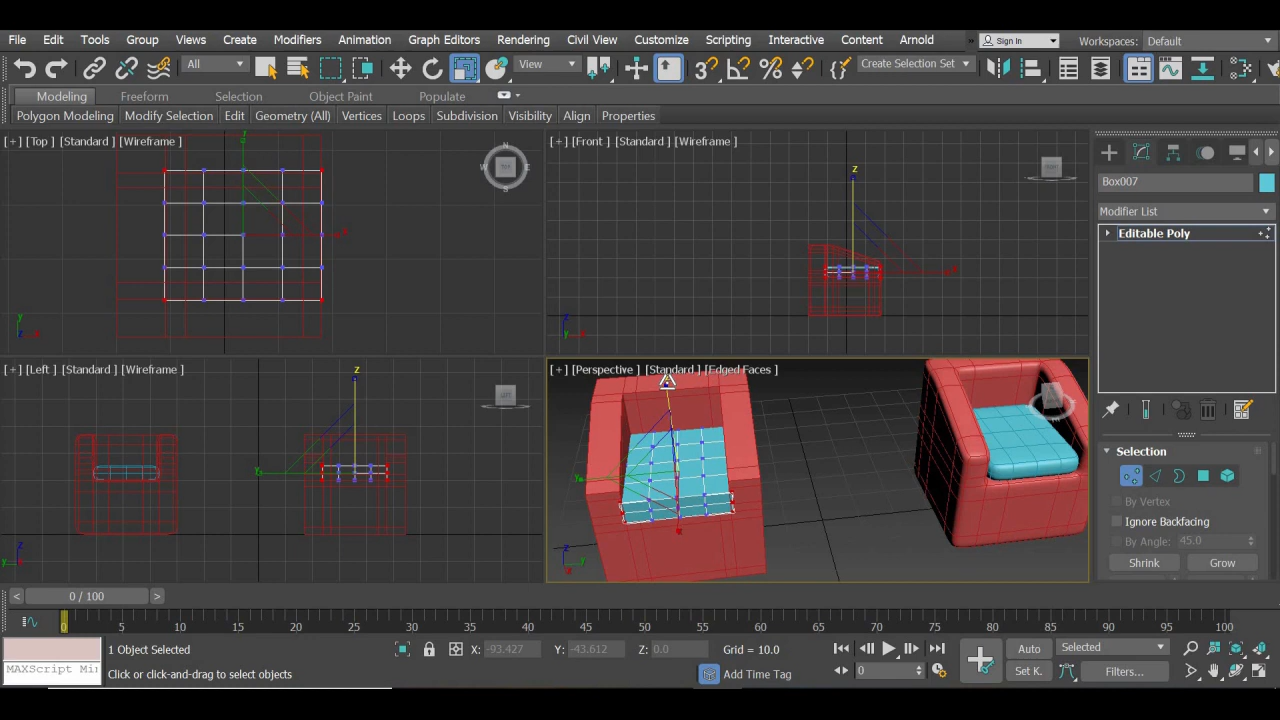 File Edit Tools Group Views Create Modifiers Animation Graph Editors Rendering Civil View Customize Scripting Interactive Content Arnold » Sign In Workspaces: Default
All View Create Selection Set
Modeling Freeform Selection Object Paint Populate
Polygon Modeling Modify Selection Edit Geometry (All) Vertices Loops Subdivision Visibility Align Properties
[+] [Top] [Standard] [Wireframe]
[+] [Front] [Standard] [Wireframe]
[+] [Left] [Standard] [Wireframe]
[+] [Perspective] [Standard] [Edged Faces]
Box007
Modifier List
Editable Poly
Selection
By Vertex
Ignore Backfacing
By Angle: 45.0
Shrink Grow
< 0 / 100 >
0 5 10 15 20 25 30 35 40 45 50 55 60 65 70 75 80 85 90 95 100
1 Object Selected X: -93.427 Y: -43.612 Z: 0.0 Grid = 10.0 Auto Selected
MAXScript Mi Click or click-and-drag to select objects Add Time Tag 0 Set K. Filters...